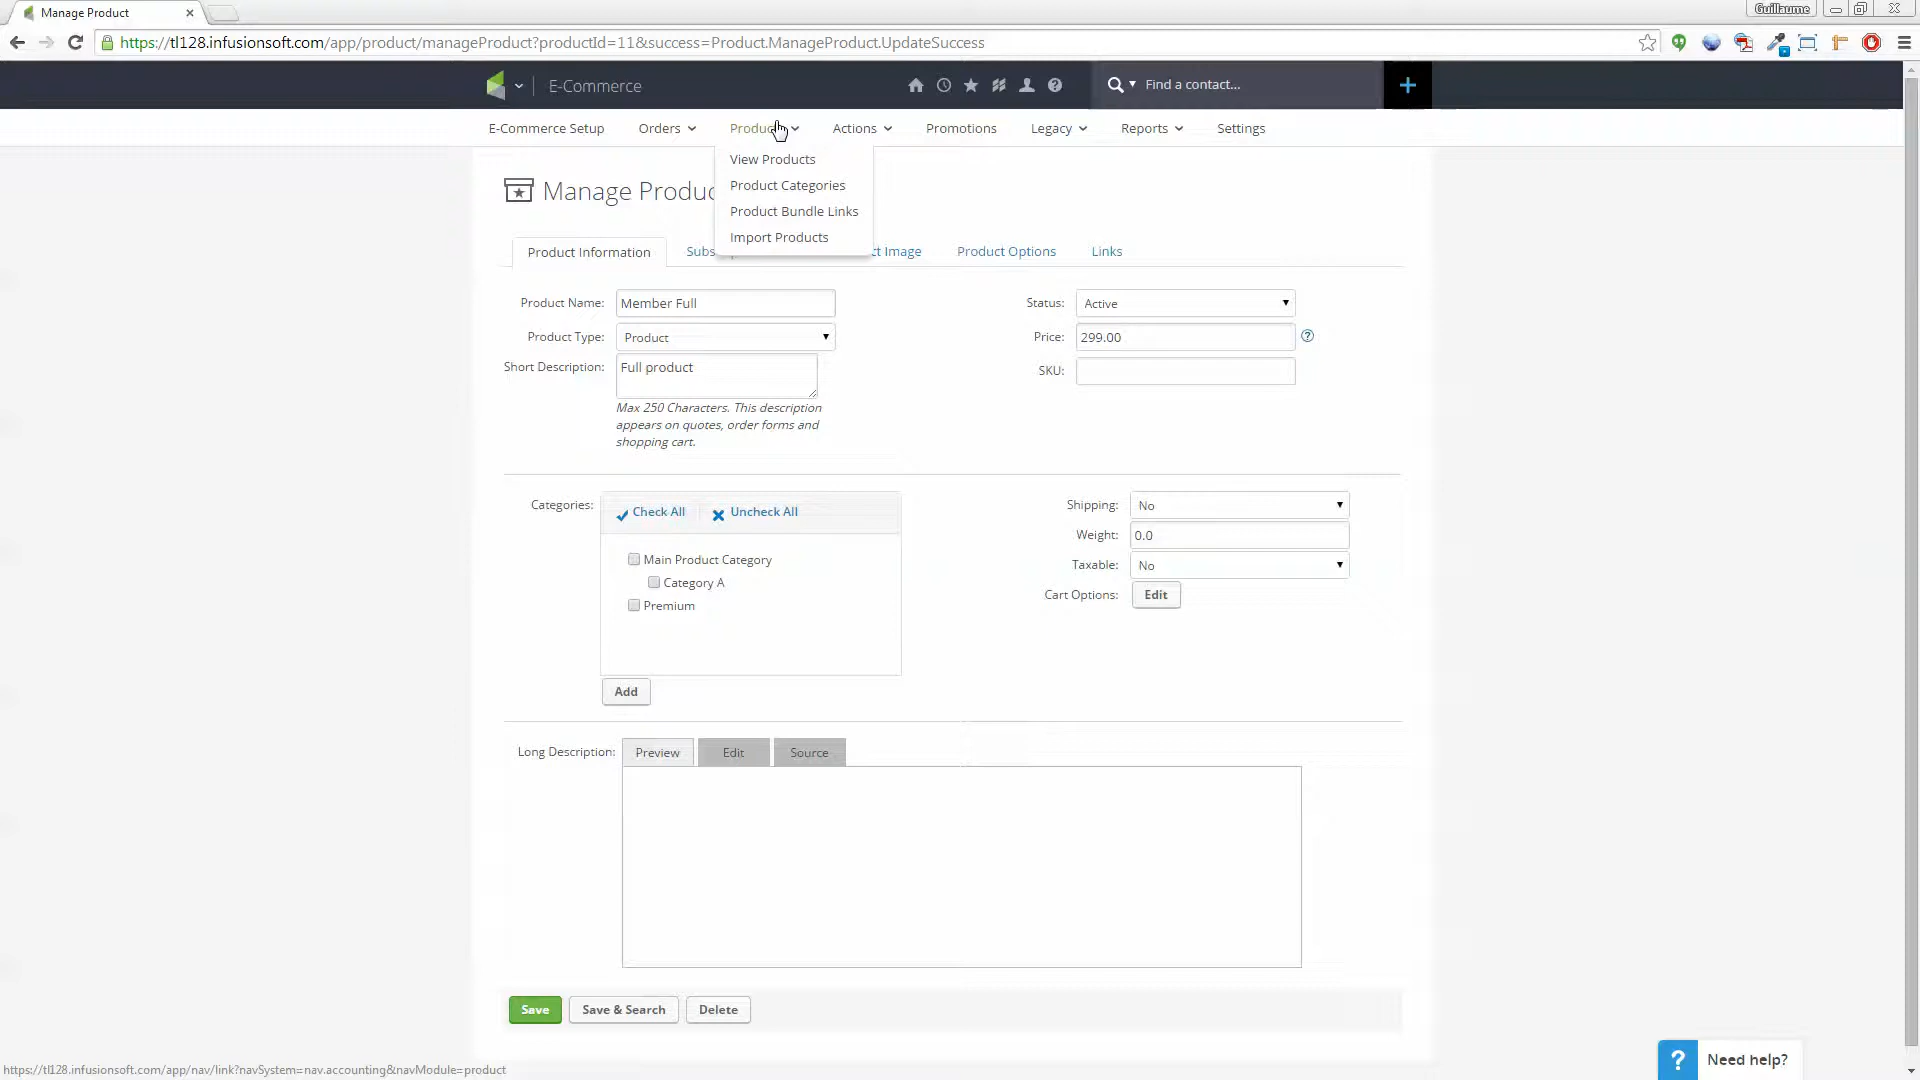 Manage Product
Guillaume
https://tl128.infusionsoft.com/app/product/manageProduct?productId=11&success=Product.ManageProduct.UpdateSuccess
E-Commerce
Find a contact...
E-Commerce Setup Orders Actions Promotions Legacy Reports Settings
View Products
Product Categories
Product Bundle Links
Import Products
Manage
Product Information Image Product Options Links
Product Name: Member Full
Status: Active
Product Type: Product
Price: 299.00
Short Description: Full product
SKU:
Max 250 Characters. This description
appears on quotes, order forms and
shopping cart.
Categories: Check All Uncheck All
Main Product Category
Category A
Premium
Add
Shipping: No
Weight: 0.0
Taxable: No
Cart Options: Edit
Long Description: Preview Edit Source
Save Save & Search Delete
Need help?
https://tl128.infusionsoft.com/app/nav/link?navSystem=nav.accounting&navModule=product